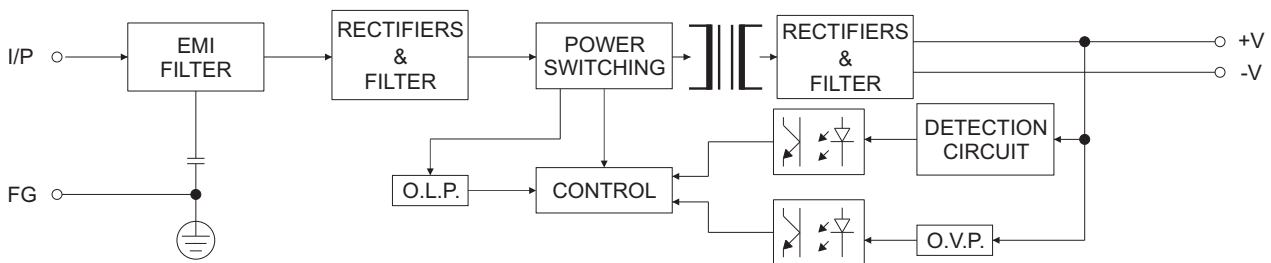 I/P
EMI
FILTER
RECTIFIERS
&
FILTER
POWER
SWITCHING
RECTIFIERS
&
FILTER
+V
-V
DETECTION
CIRCUIT
FG
O.L.P.
CONTROL
O.V.P.